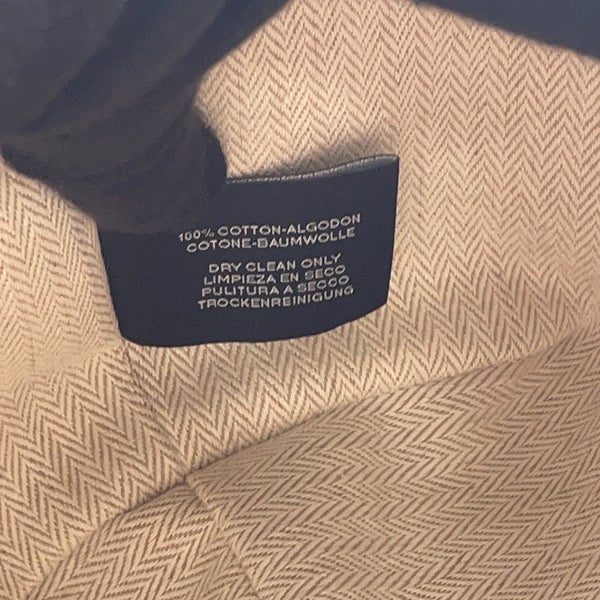 100% COTTON-ALGODON
COTONE-BAUMWOLLE
DRY CLEAN ONLY
LIMPIEZA EN SECO
PULITURA A SECCO
TROCKENREINIGUNG